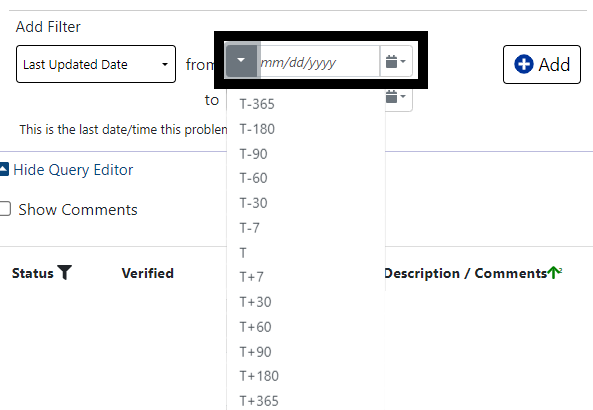 Add Filter
Last Updated Date from mm/dd/yyyy Add
to
T-365
This is the last date/time this problem
T-180
T-90
Hide Query Editor
T-60
Show Comments
T-30
T-7
T
Status Verified Description / Comments 2
T+7
T+30
T+60
T+90
T+180
T+365